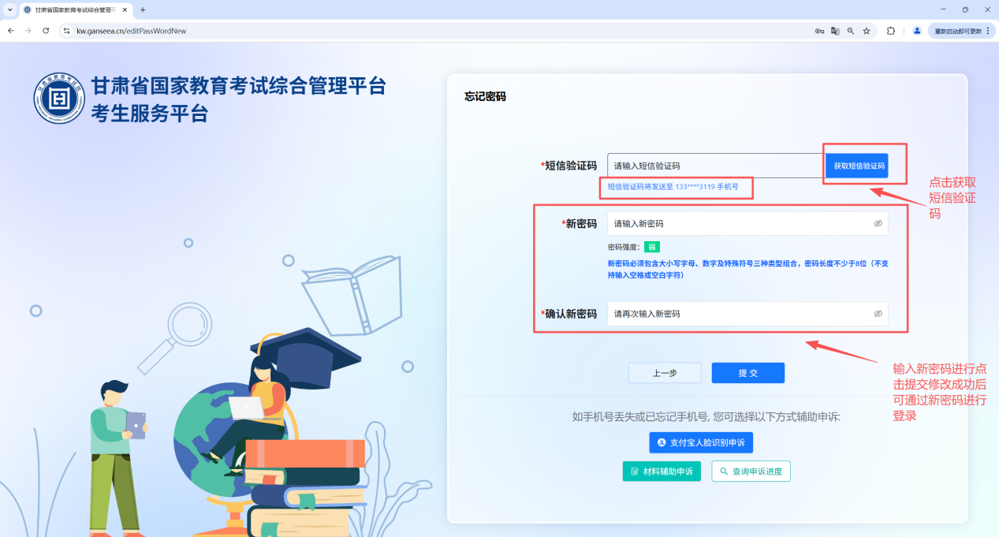 甘肃省国家教育考试综合管理平
kw.ganseea.cn/editPassWordNew
重新启动即可更新
甘肃省国家教育考试综合管理平台
考生服务平台
忘记密码
*短信验证码
请输入短信验证码
获取短信验证码
短信验证码将发送至 133****3119 手机号
点击获取
短信验证
码
*新密码
请输入新密码
密码强度：
弱
新密码必须包含大小写字母、数字及特殊符号三种类型组合，密码长度不少于8位（不支
持输入空格或空白字符）
*确认新密码
请再次输入新密码
上一步
提 交
输入新密码进行点
击提交修改成功后
可通过新密码进行
登录
如手机号丢失或已忘记手机号, 您可选择以下方式辅助申诉:
支付宝人脸识别申诉
材料辅助申诉
查询申诉进度